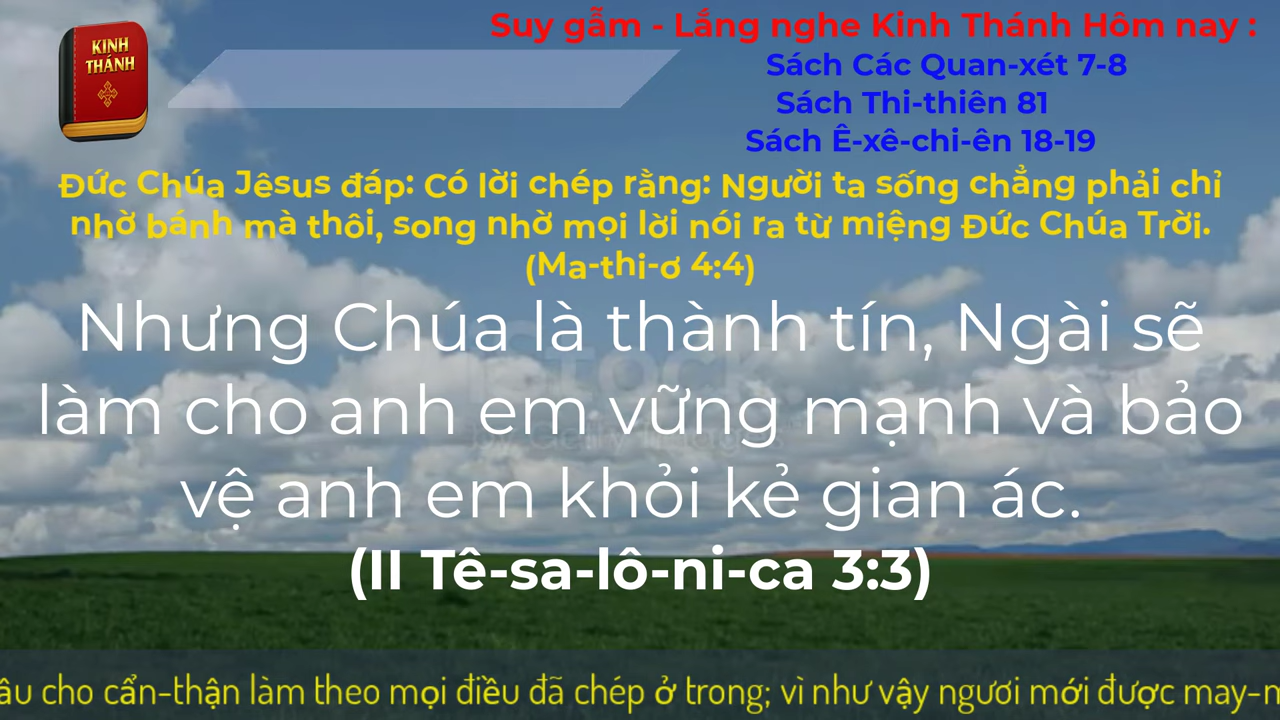 KINH
THÁNH
Suy gẫm - Lắng nghe Kinh Thánh Hôm nay :
Sách Các Quan-xét 7-8
Sách Thi-thiên 81
Sách Ê-xê-chi-ên 18-19
Đức Chúa Jêsus đáp: Có lời chép rằng: Người ta sống chẳng phải chỉ
nhờ bánh mà thôi, song nhờ mọi lời nói ra từ miệng Đức Chúa Trời.
(Ma-thi-ơ 4:4)
Nhưng Chúa là thành tín, Ngài sẽ
làm cho anh em vững mạnh và bảo
vệ anh em khỏi kẻ gian ác.
(II Tê-sa-lô-ni-ca 3:3)
iStock
by Getty Images
cho cẩn-thận làm theo mọi điều đã chép ở trong; vì như vậy ngươi mới được